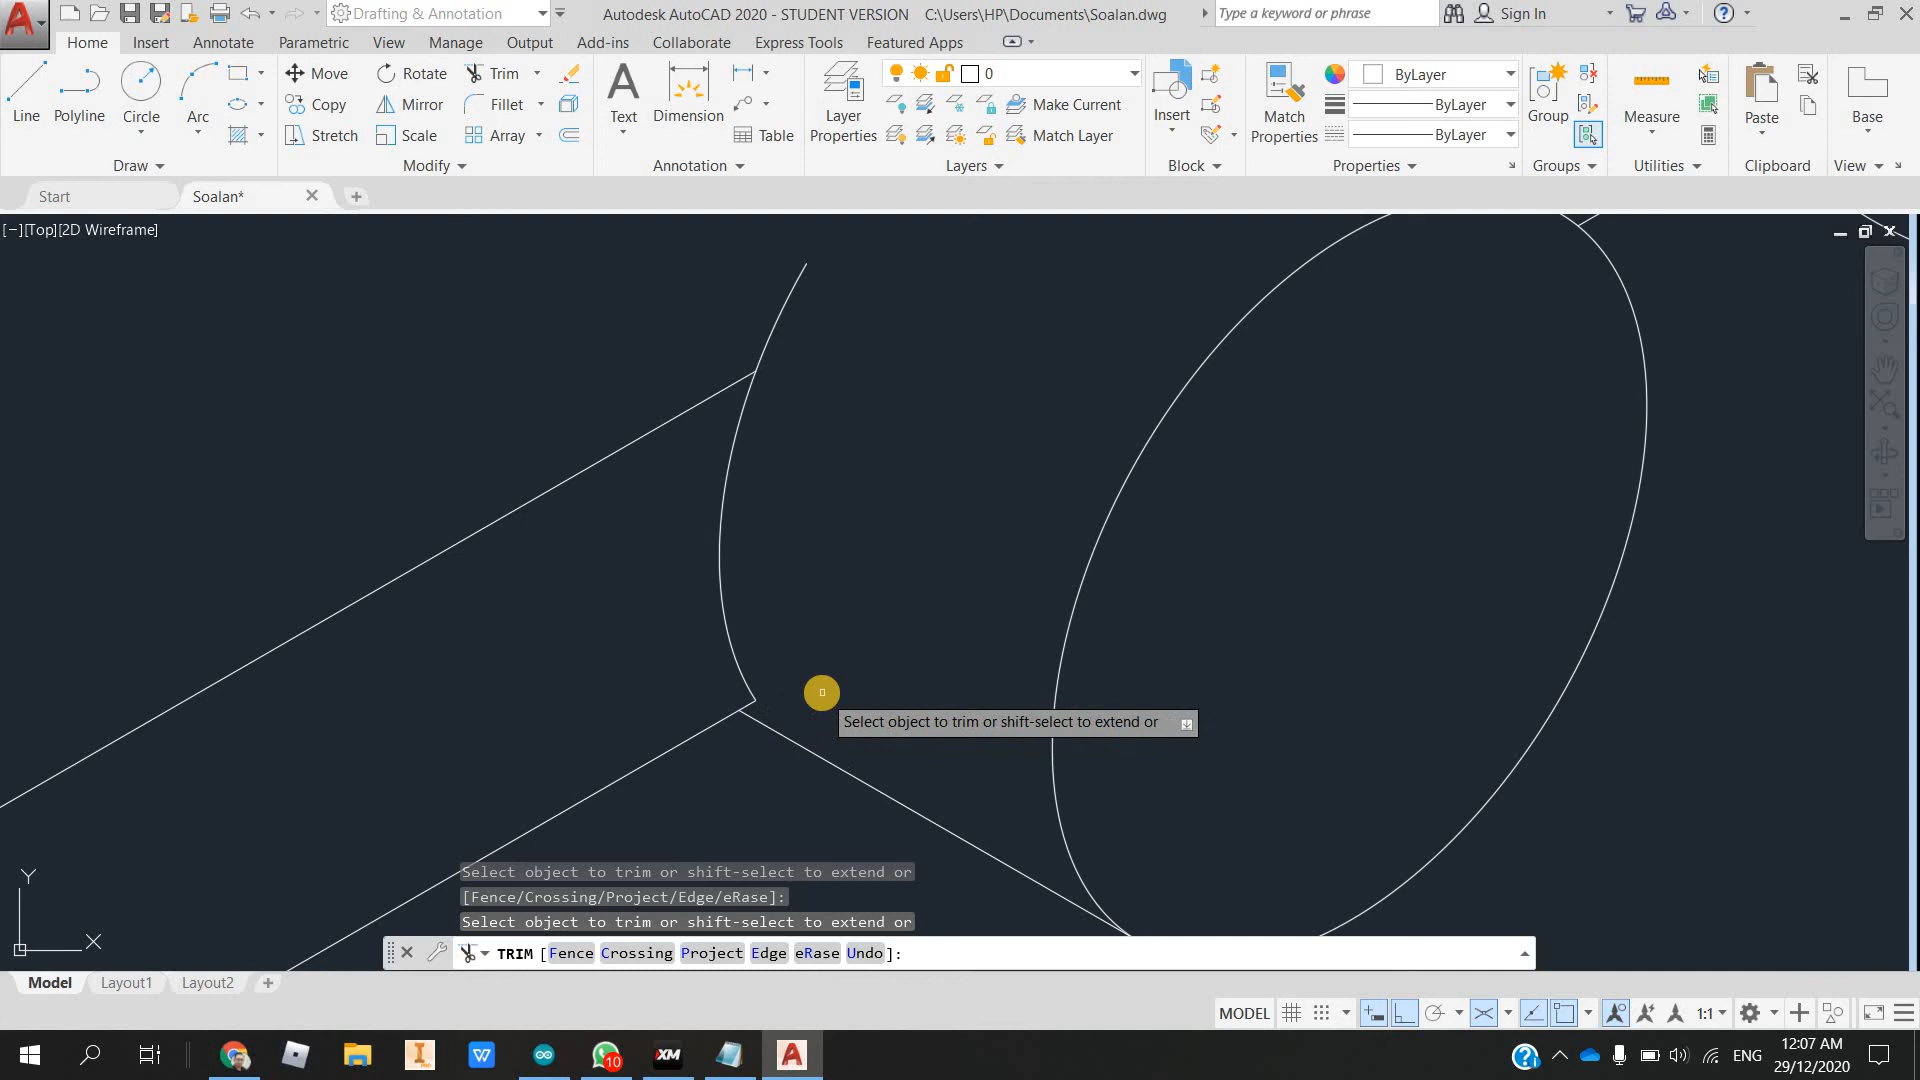 Drafting & Annotation
Autodesk AutoCAD 2020 - STUDENT VERSION C:\Users\HP\Documents\Soalan.dwg
Type a keyword or phrase
Sign In
Home Insert Annotate Parametric View Manage Output Add-ins Collaborate Express Tools Featured Apps
Line
Polyline
Circle
Arc
Draw
Move
Rotate
Trim
Copy
Mirror
Fillet
Stretch
Scale
Array
Modify
Text
Dimension
Table
Annotation
Layer
Properties
0
Make Current
Match Layer
Layers
Insert
Block
Match
Properties
ByLayer
ByLayer
ByLayer
Properties
Group
Groups
Measure
Utilities
Paste
Clipboard
Base
View
Start
Soalan*
[−][Top][2D Wireframe]
Select object to trim or shift-select to extend or
Y
X
Select object to trim or shift-select to extend or
[Fence/Crossing/Project/Edge/eRase]:
Select object to trim or shift-select to extend or
TRIM [Fence Crossing Project Edge eRase Undo]:
Model Layout1 Layout2
MODEL
1:1
10
XM
ENG
12:07 AM
29/12/2020